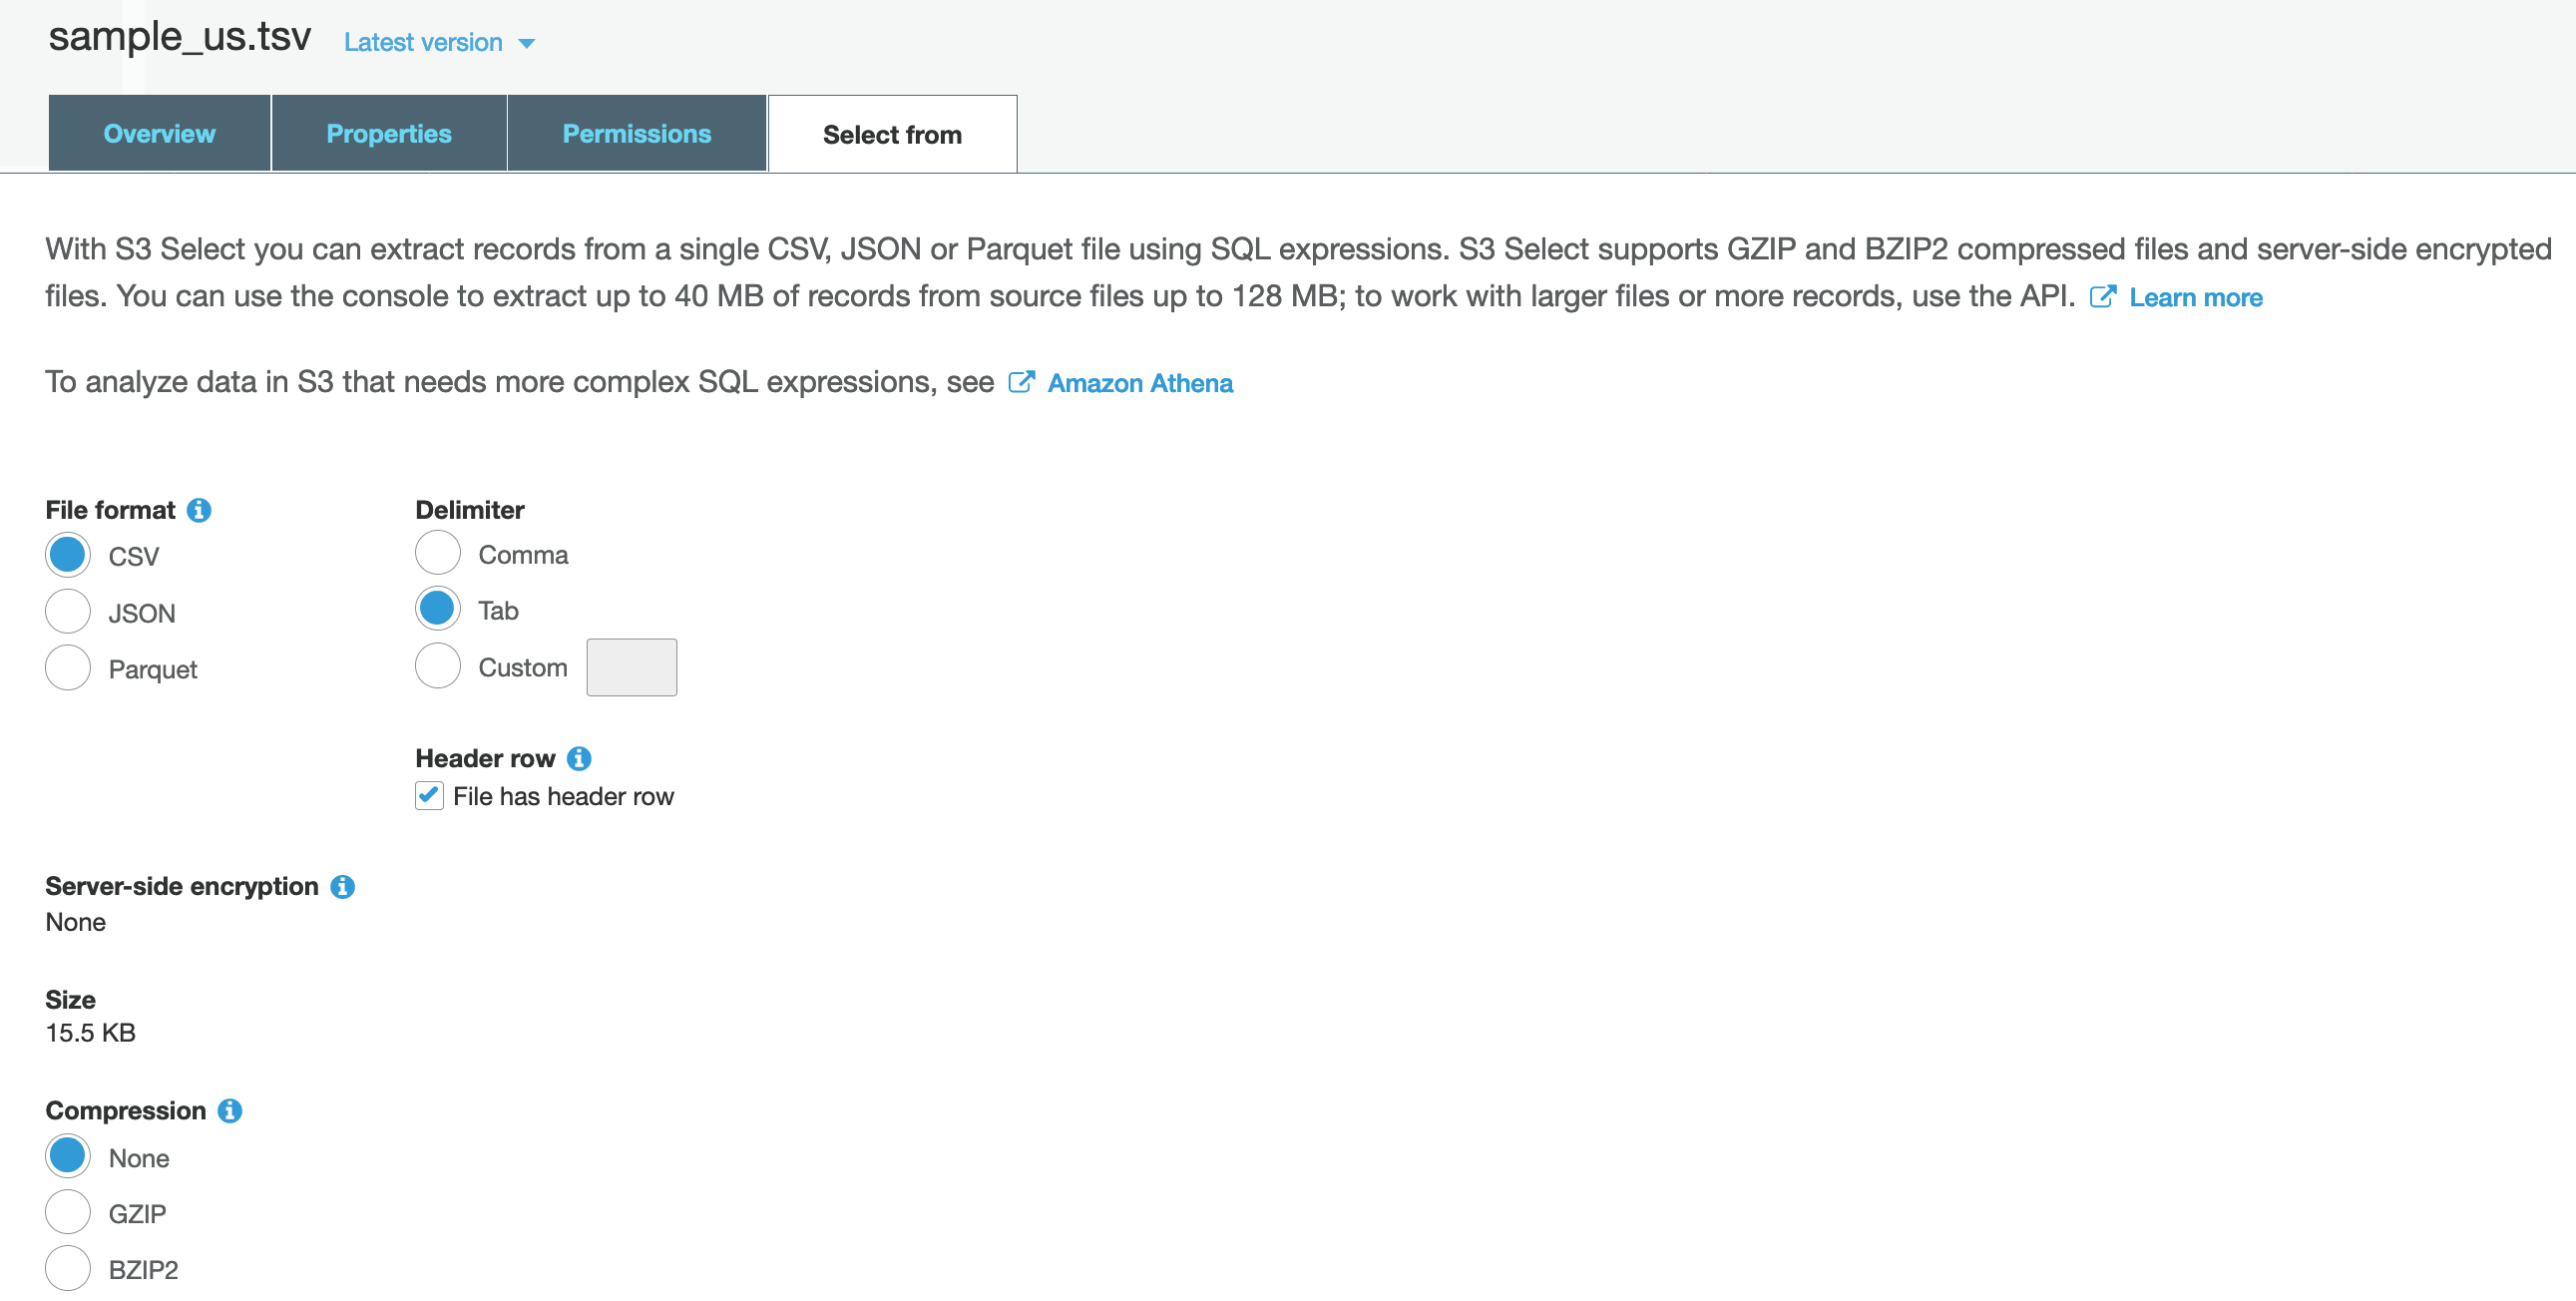 sample_us.tsv Latest version
Overview Properties Permissions Select from
With S3 Select you can extract records from a single CSV, JSON or Parquet file using SQL expressions. S3 Select supports GZIP and BZIP2 compressed files and server-side encrypted
files. You can use the console to extract up to 40 MB of records from source files up to 128 MB; to work with larger files or more records, use the API. Learn more
To analyze data in S3 that needs more complex SQL expressions, see Amazon Athena
File format
CSV
JSON
Parquet
Delimiter
Comma
Tab
Custom
Header row
File has header row
Server-side encryption
None
Size
15.5 KB
Compression
None
GZIP
BZIP2